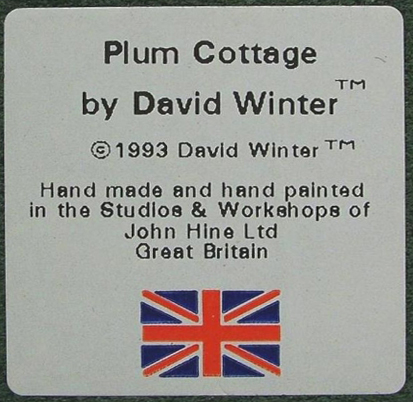 Plum Cottage
by David Winter™
©1993 David Winter™
Hand made and hand painted
in the Studios & Workshops of
John Hine Ltd
Great Britain